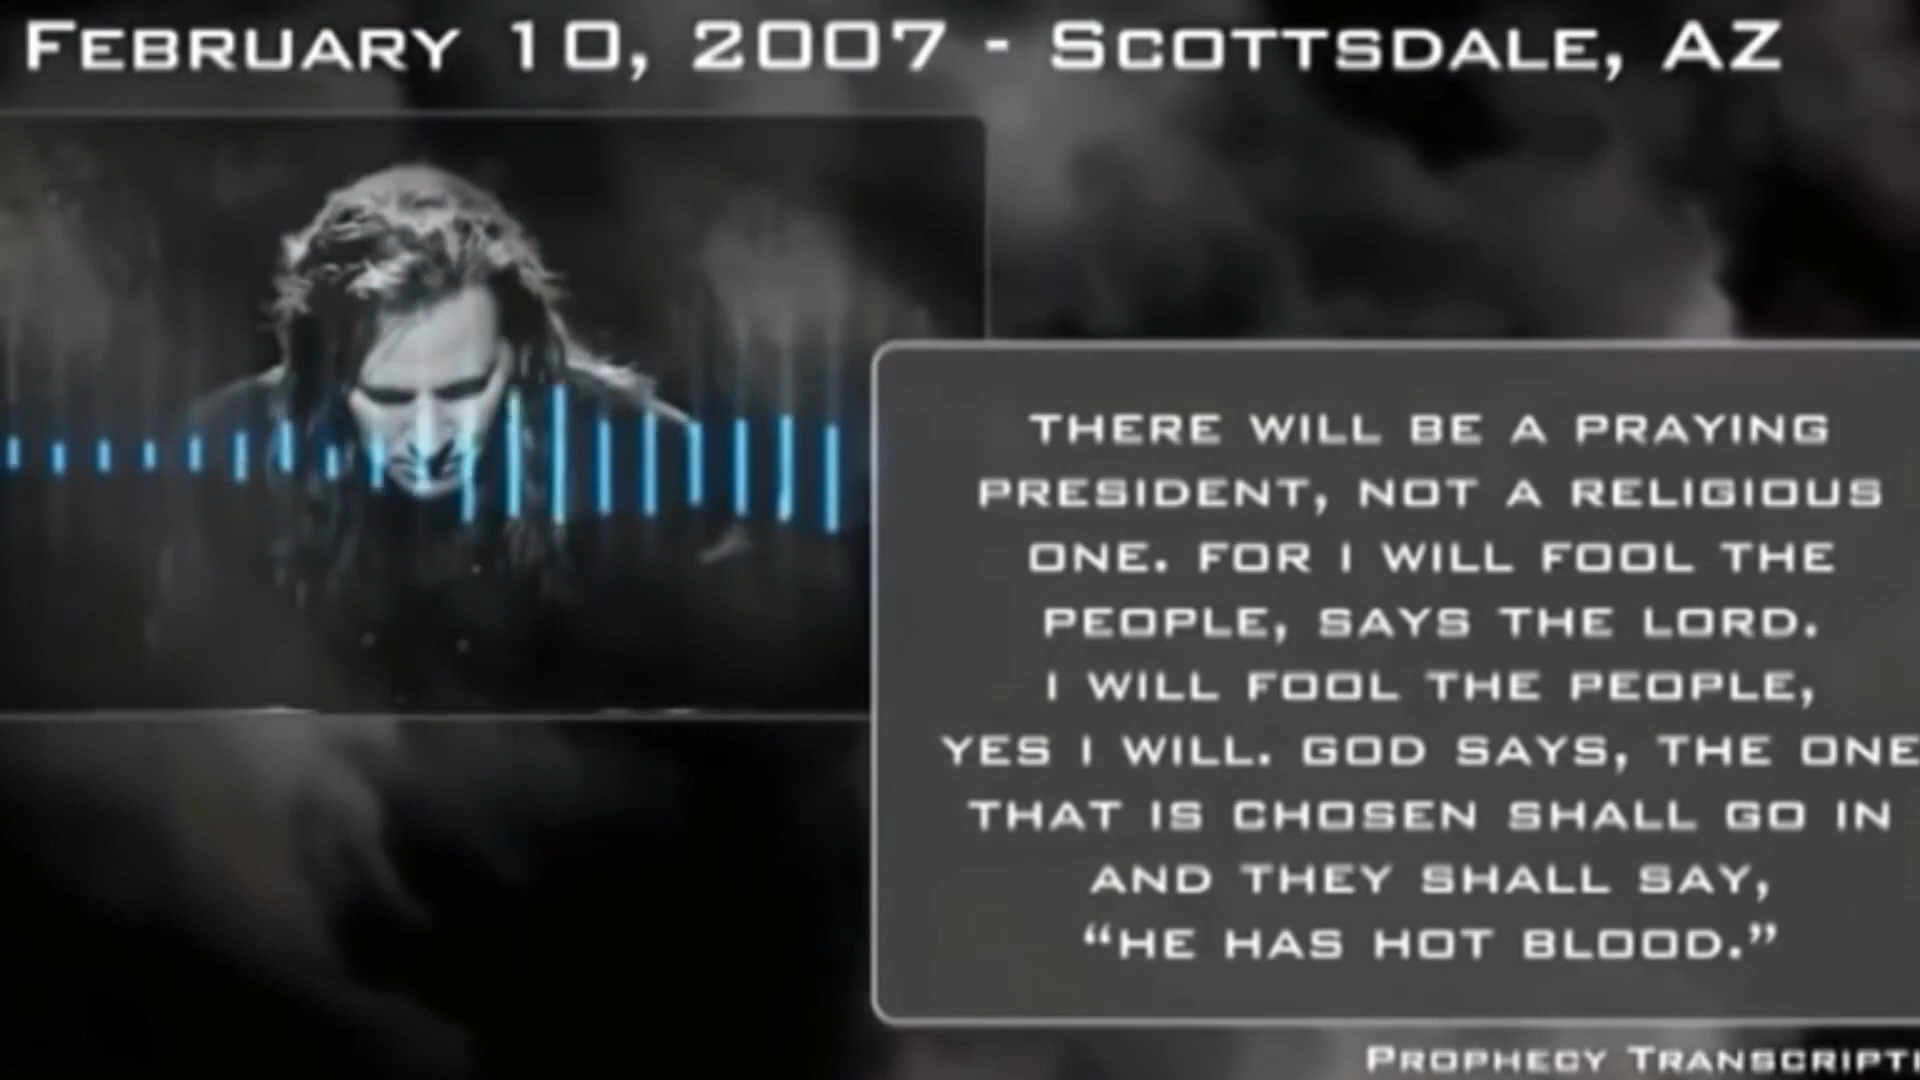 FEBRUARY 10, 2007 - SCOTTSDALE, AZ
THERE WILL BE A PRAYING
PRESIDENT, NOT A RELIGIOUS
ONE. FOR I WILL FOOL THE
PEOPLE, SAYS THE LORD.
I WILL FOOL THE PEOPLE,
YES I WILL. GOD SAYS, THE ONE
THAT IS CHOSEN SHALL GO IN
AND THEY SHALL SAY,
“HE HAS HOT BLOOD.”
PROPHECY